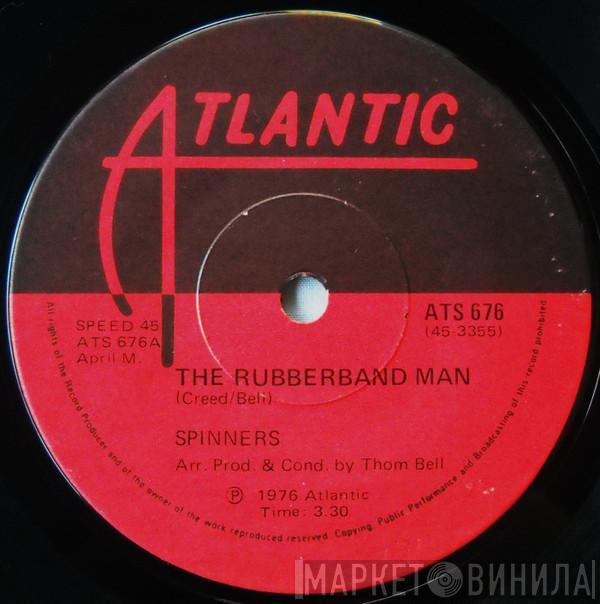 ATLANTIC
SPEED 45
ATS 676A
April M.
ATS 676
(45-3355)
THE RUBBERBAND MAN
(Creed/Bell)
SPINNERS
Arr. Prod. & Cond. by Thom Bell
Ⓟ 1976 Atlantic
Time: 3.30
All rights of the Record Producer and of the owner of the work reproduced reserved. Copying, Public Performance and Broadcasting of this record prohibited
МАРКЕТ ВИНИЛА